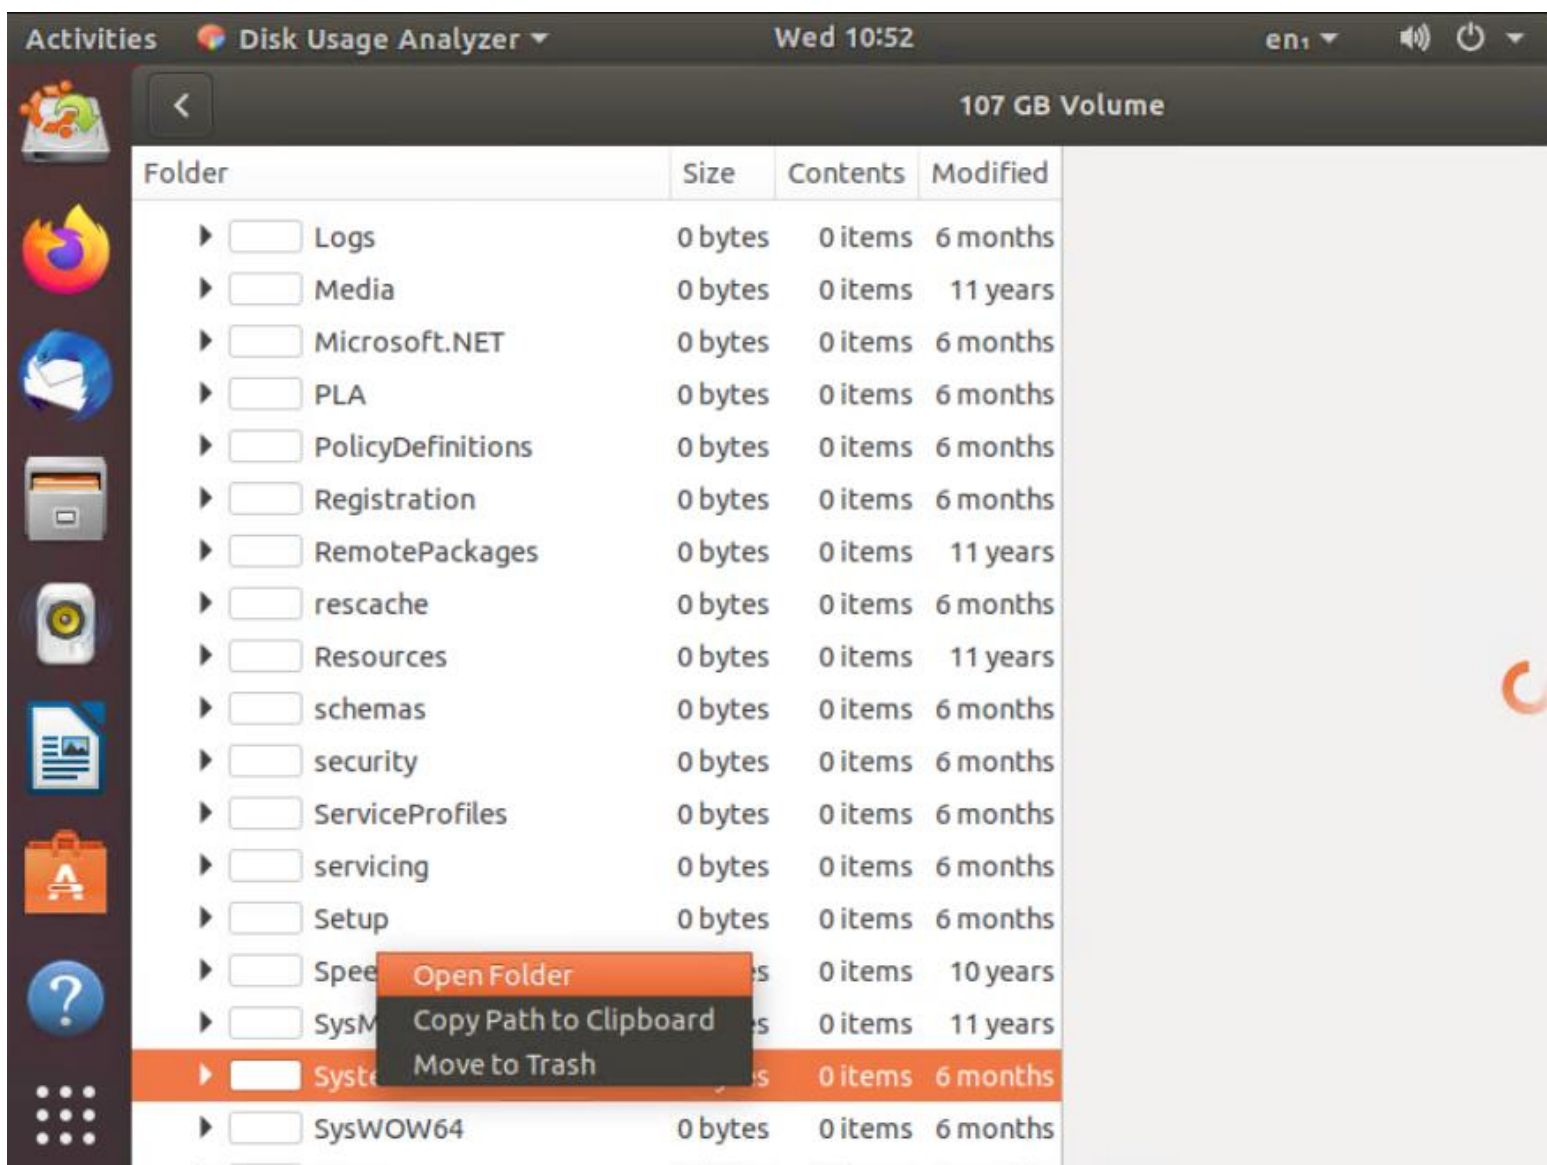 Activities Disk Usage Analyzer Wed 10:52 en₁
107 GB Volume
Folder Size Contents Modified
Logs 0 bytes 0 items 6 months
Media 0 bytes 0 items 11 years
Microsoft.NET 0 bytes 0 items 6 months
PLA 0 bytes 0 items 6 months
PolicyDefinitions 0 bytes 0 items 6 months
Registration 0 bytes 0 items 6 months
RemotePackages 0 bytes 0 items 11 years
rescache 0 bytes 0 items 6 months
Resources 0 bytes 0 items 11 years
schemas 0 bytes 0 items 6 months
security 0 bytes 0 items 6 months
ServiceProfiles 0 bytes 0 items 6 months
servicing 0 bytes 0 items 6 months
Setup 0 bytes 0 items 6 months
Spee 0 items 10 years
Open Folder
SysM 0 items 11 years
Copy Path to Clipboard
Syste 0 items 6 months
Move to Trash
SysWOW64 0 bytes 0 items 6 months